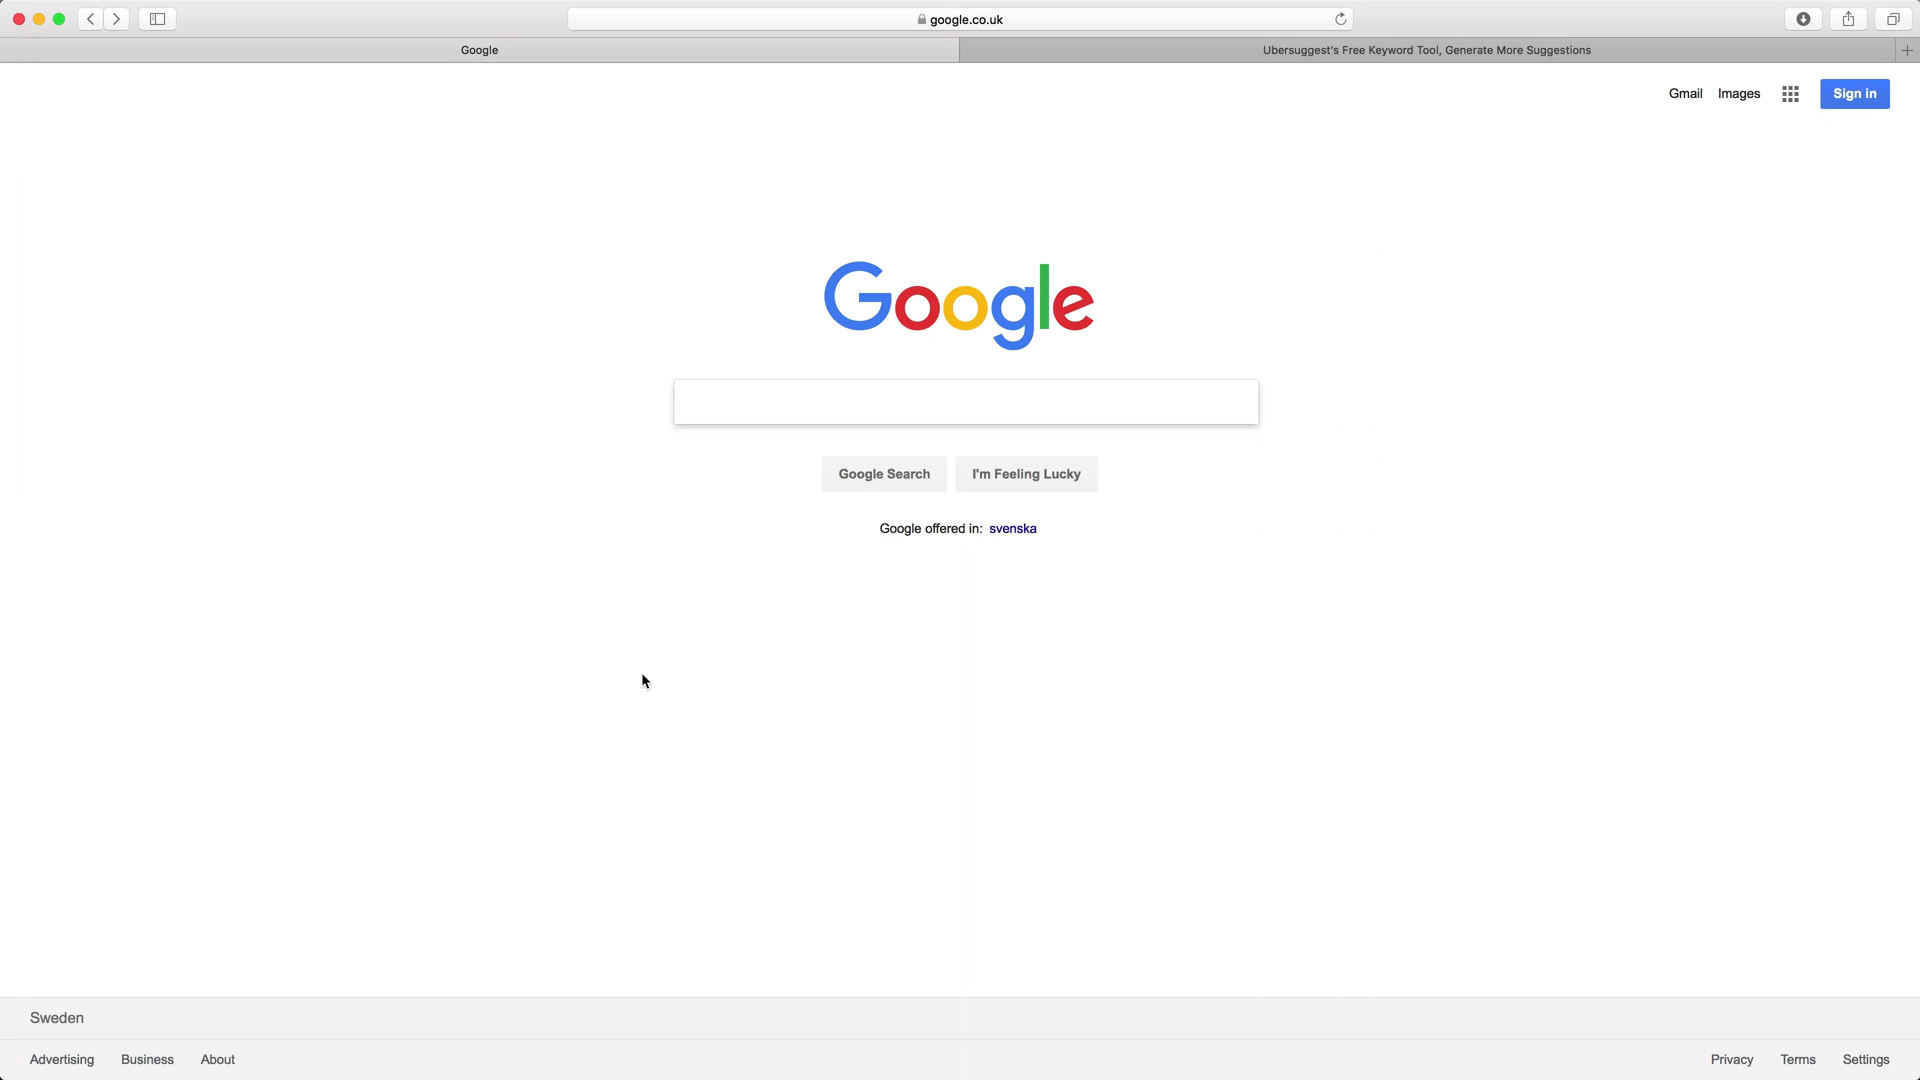 google.co.uk
Google
Ubersuggest's Free Keyword Tool, Generate More Suggestions
Gmail Images Sign in
Google
Google Search I'm Feeling Lucky
Google offered in: svenska
Sweden
Advertising Business About Privacy Terms Settings